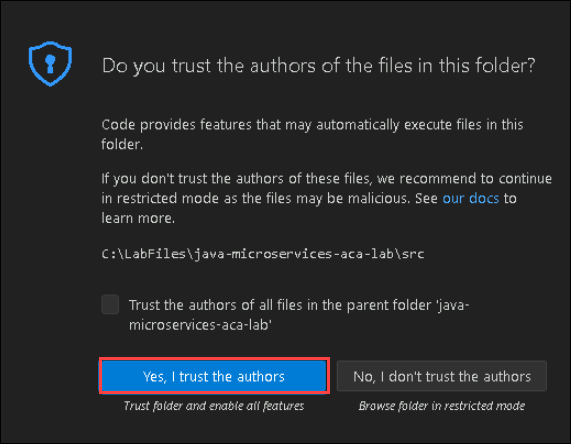 Do you trust the authors of the files in this folder?
Code provides features that may automatically execute files in this
folder.
If you don't trust the authors of these files, we recommend to continue
in restricted mode as the files may be malicious. See our docs to
learn more.
C:\LabFiles\java-microservices-aca-lab\src
Trust the authors of all files in the parent folder 'java-
microservices-aca-lab'
Yes, I trust the authors
No, I don't trust the authors
Trust folder and enable all features
Browse folder in restricted mode